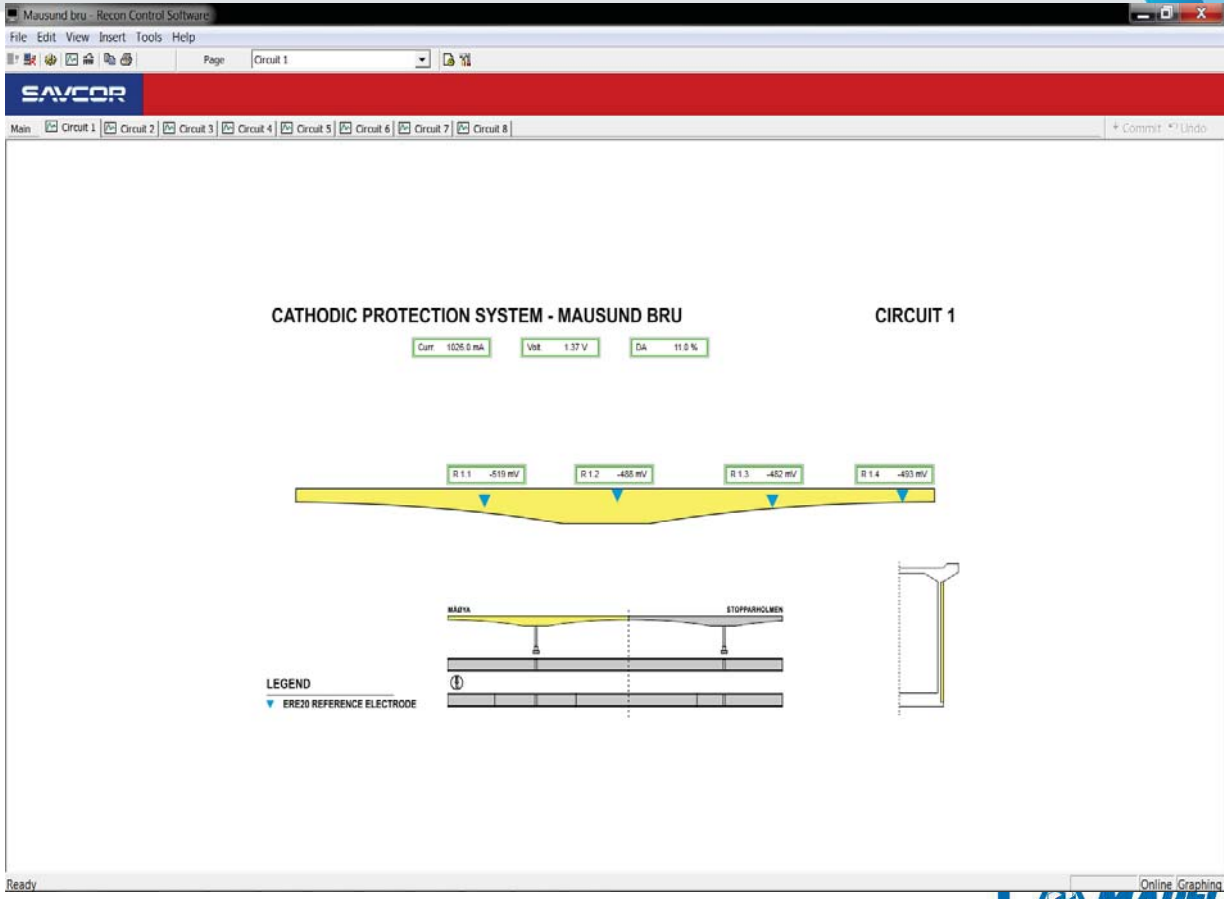 Mausund bru - Recon Control Software
File Edit View Insert Tools Help
Page Circuit 1
SAVCOR
Main Circuit 1 Circuit 2 Circuit 3 Circuit 4 Circuit 5 Circuit 6 Circuit 7 Circuit 8 Commit Undo
CATHODIC PROTECTION SYSTEM - MAUSUND BRU CIRCUIT 1
Curr. 1026.0 mA Volt 1.37 V DA 11.0 %
R 1.1 -519 mV R 1.2 -488 mV R 1.3 -482 mV R 1.4 -493 mV
MÅØYA STOPPARHOLMEN
LEGEND
ERE20 REFERENCE ELECTRODE
Ready Online Graphing